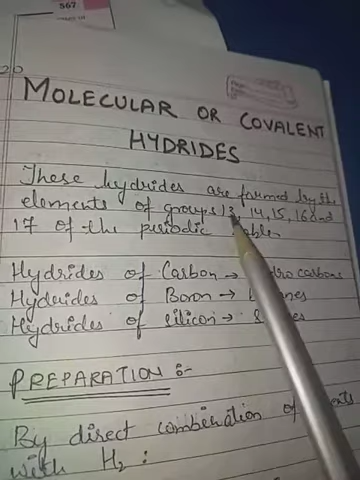 567
20
MOLECULAR OR COVALENT
HYDRIDES
These hydrides are formed by the
elements of groups 13, 14, 15, 16 and
17 of the periodic
Hydrides of Carbon →
Hydrides of Boron →
Hydrides of Silicon →
PREPARATION :-
By direct combination of
with H₂ :